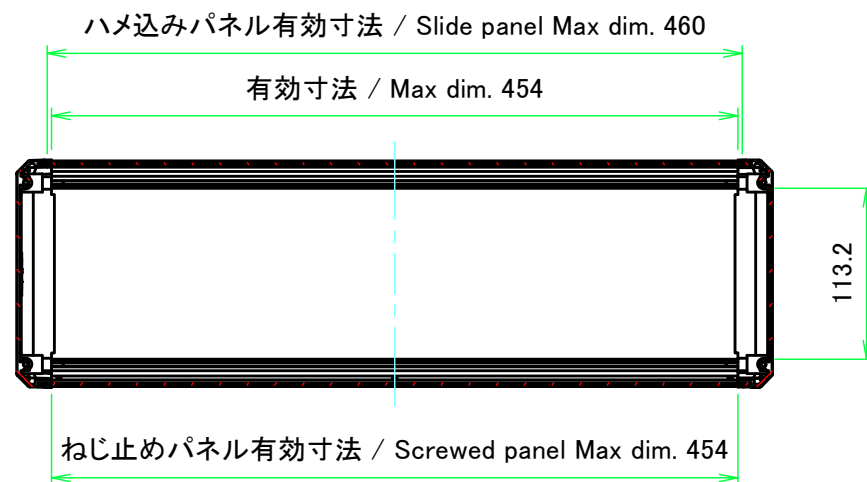 ハメ込みパネル有効寸法 / Slide panel Max dim. 460
有効寸法 / Max dim. 454
113.2
ねじ止めパネル有効寸法 / Screwed panel Max dim. 454